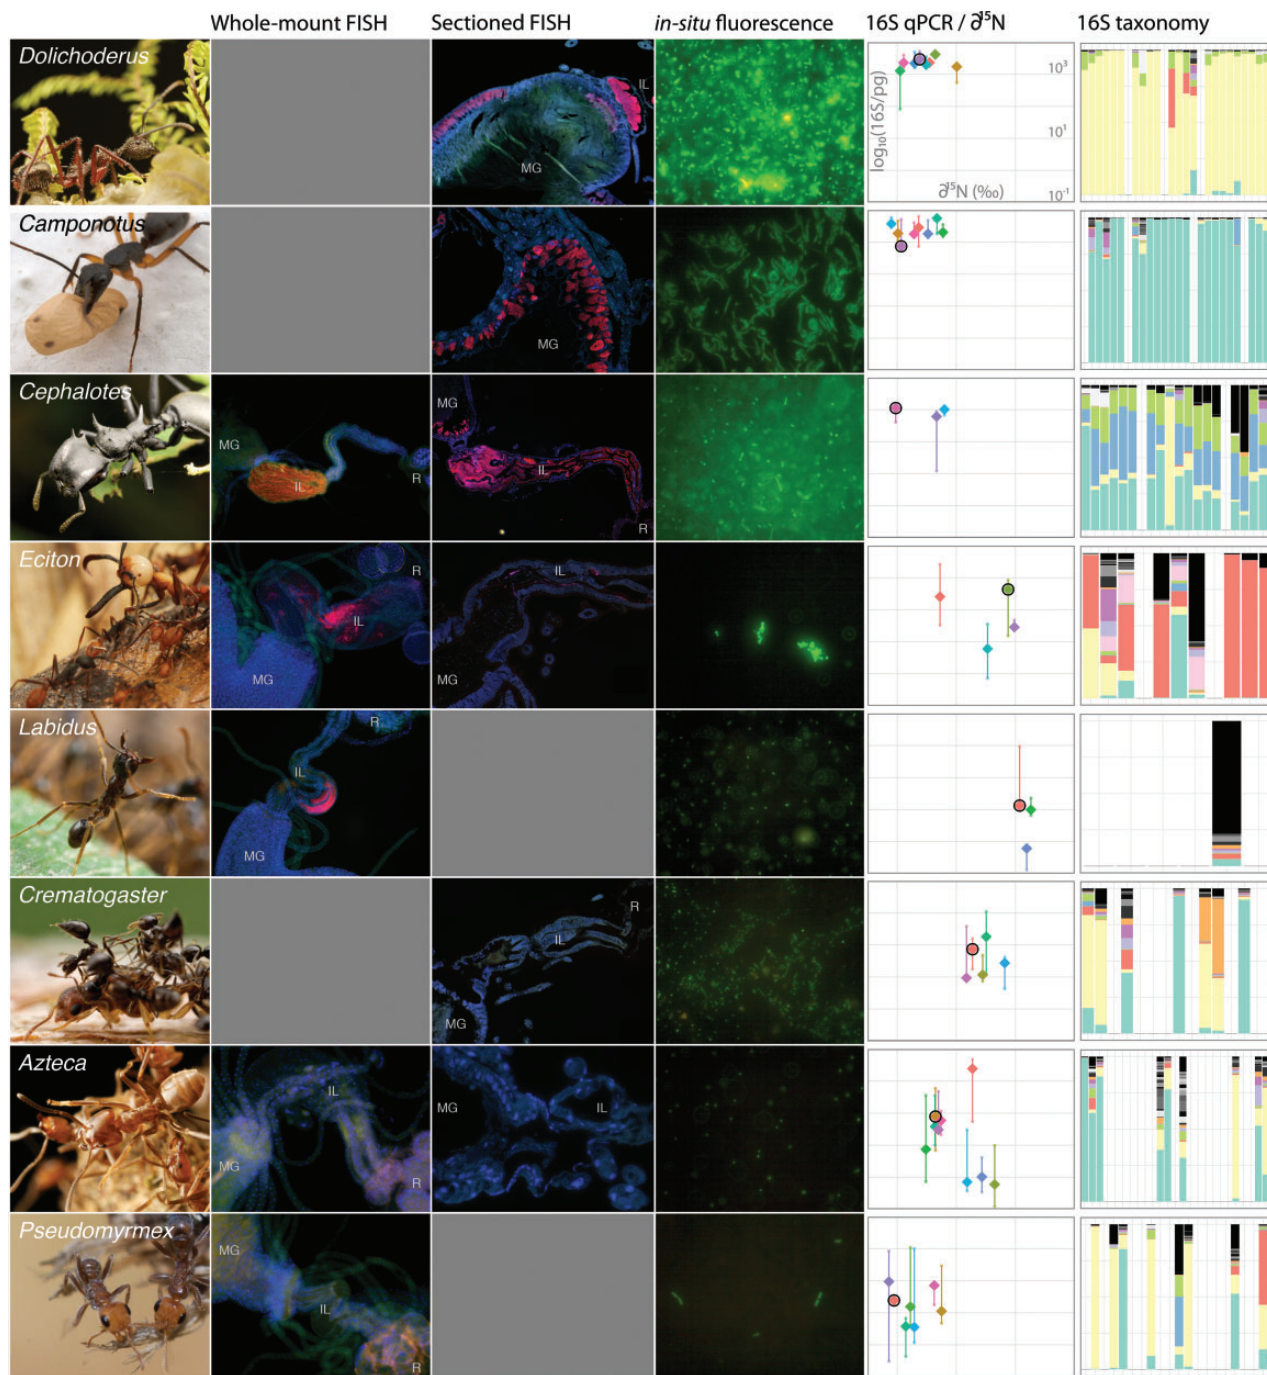 Whole-mount FISH Sectioned FISH in-situ fluorescence 16S qPCR / ∂¹⁵N 16S taxonomy
Dolichoderus
IL
MG
log₁₀(16S/pg)
10³
10¹
10⁻¹
∂¹⁵N (‰)
Camponotus
MG
Cephalotes
MG
IL
R
MG
IL
R
Eciton
R
IL
MG
IL
MG
Labidus
R
IL
MG
Crematogaster
R
IL
MG
Azteca
IL
MG
R
MG
IL
Pseudomyrmex
MG
IL
R